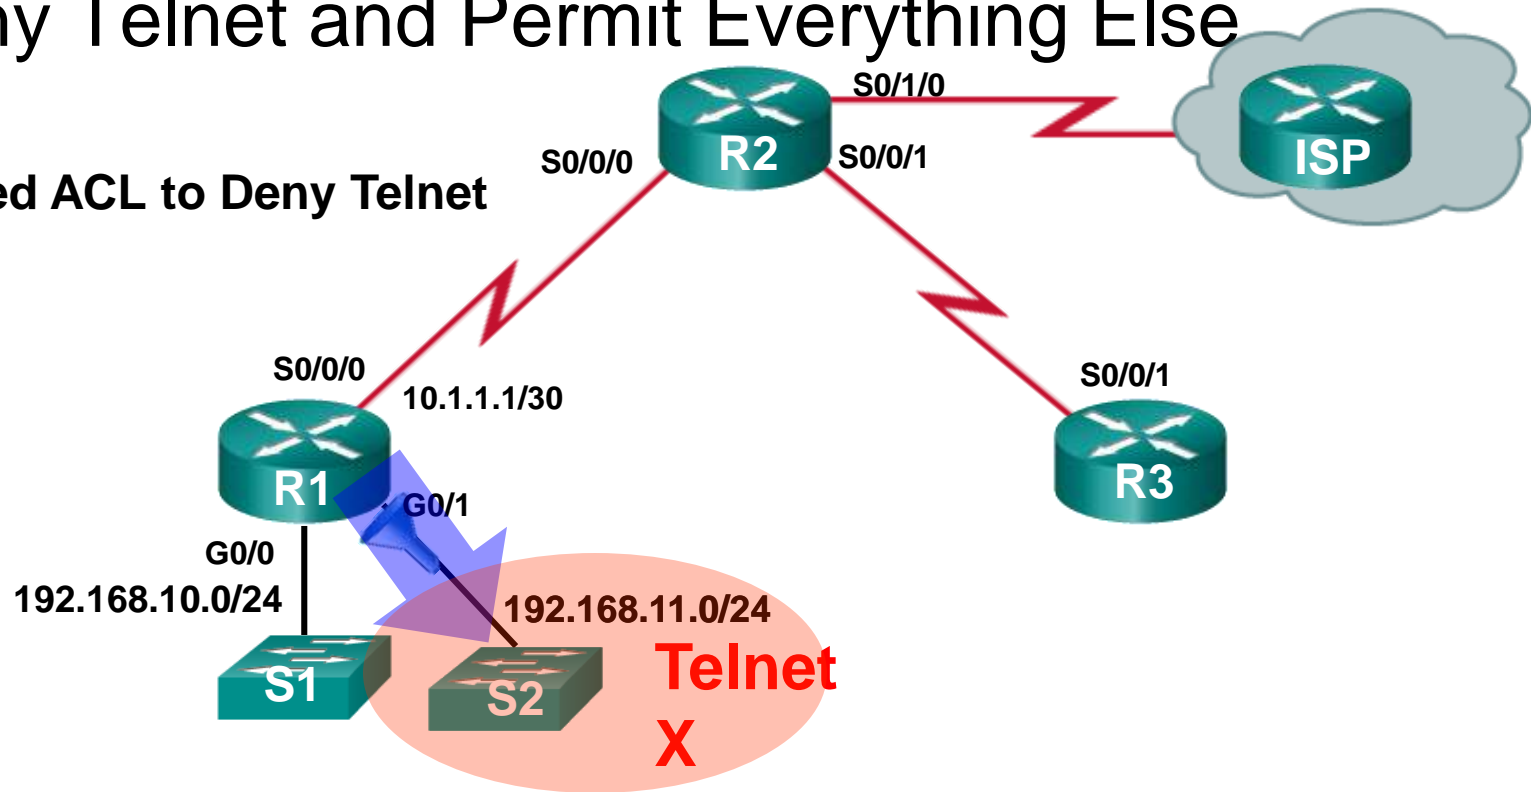 ny Telnet and Permit Everything Else
S0/1/0
R2
ISP
S0/0/0
S0/0/1
ed ACL to Deny Telnet
S0/0/0
10.1.1.1/30
S0/0/1
R1
G0/1
R3
G0/0
192.168.10.0/24
192.168.11.0/24
Telnet
S1
S2
X